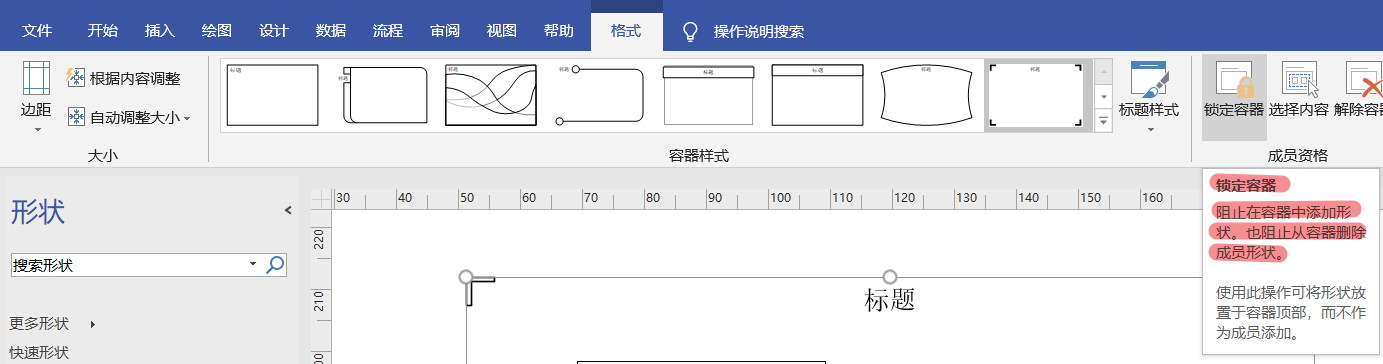 文件 开始 插入 绘图 设计 数据 流程 审阅 视图 帮助 格式 操作说明搜索
标题 标题 标题 标题 标题 标题 标题 标题
根据内容调整
边距
自动调整大小
标题样式
锁定容器 选择内容 解除容
大小 容器样式 成员资格
锁定容器
阻止在容器中添加形
状。也阻止从容器删除
成员形状。
使用此操作可将形状放
置于容器顶部，而不作
为成员添加。
形状
30 50 60 70 80 90 100 110 120 130 140 150 160
搜索形状
220
210
标题
更多形状
快速形状